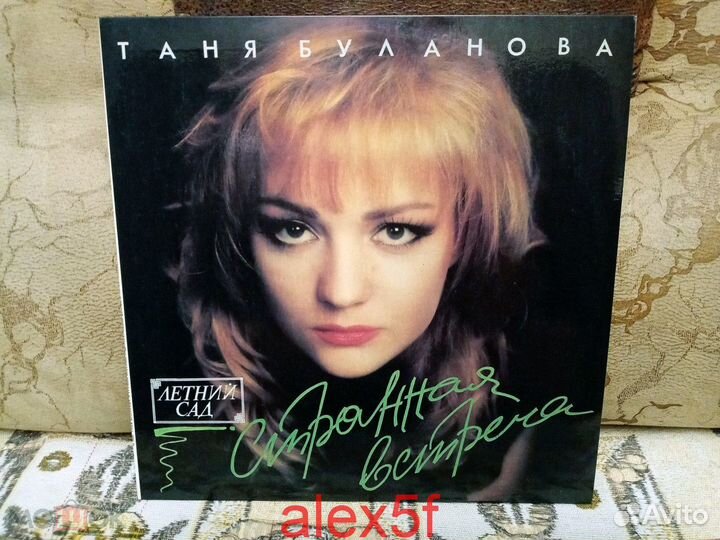 ТАНЯ БУЛАНОВА
ЛЕТНИЙ
САД
странная
встреча
alex5f
Avito